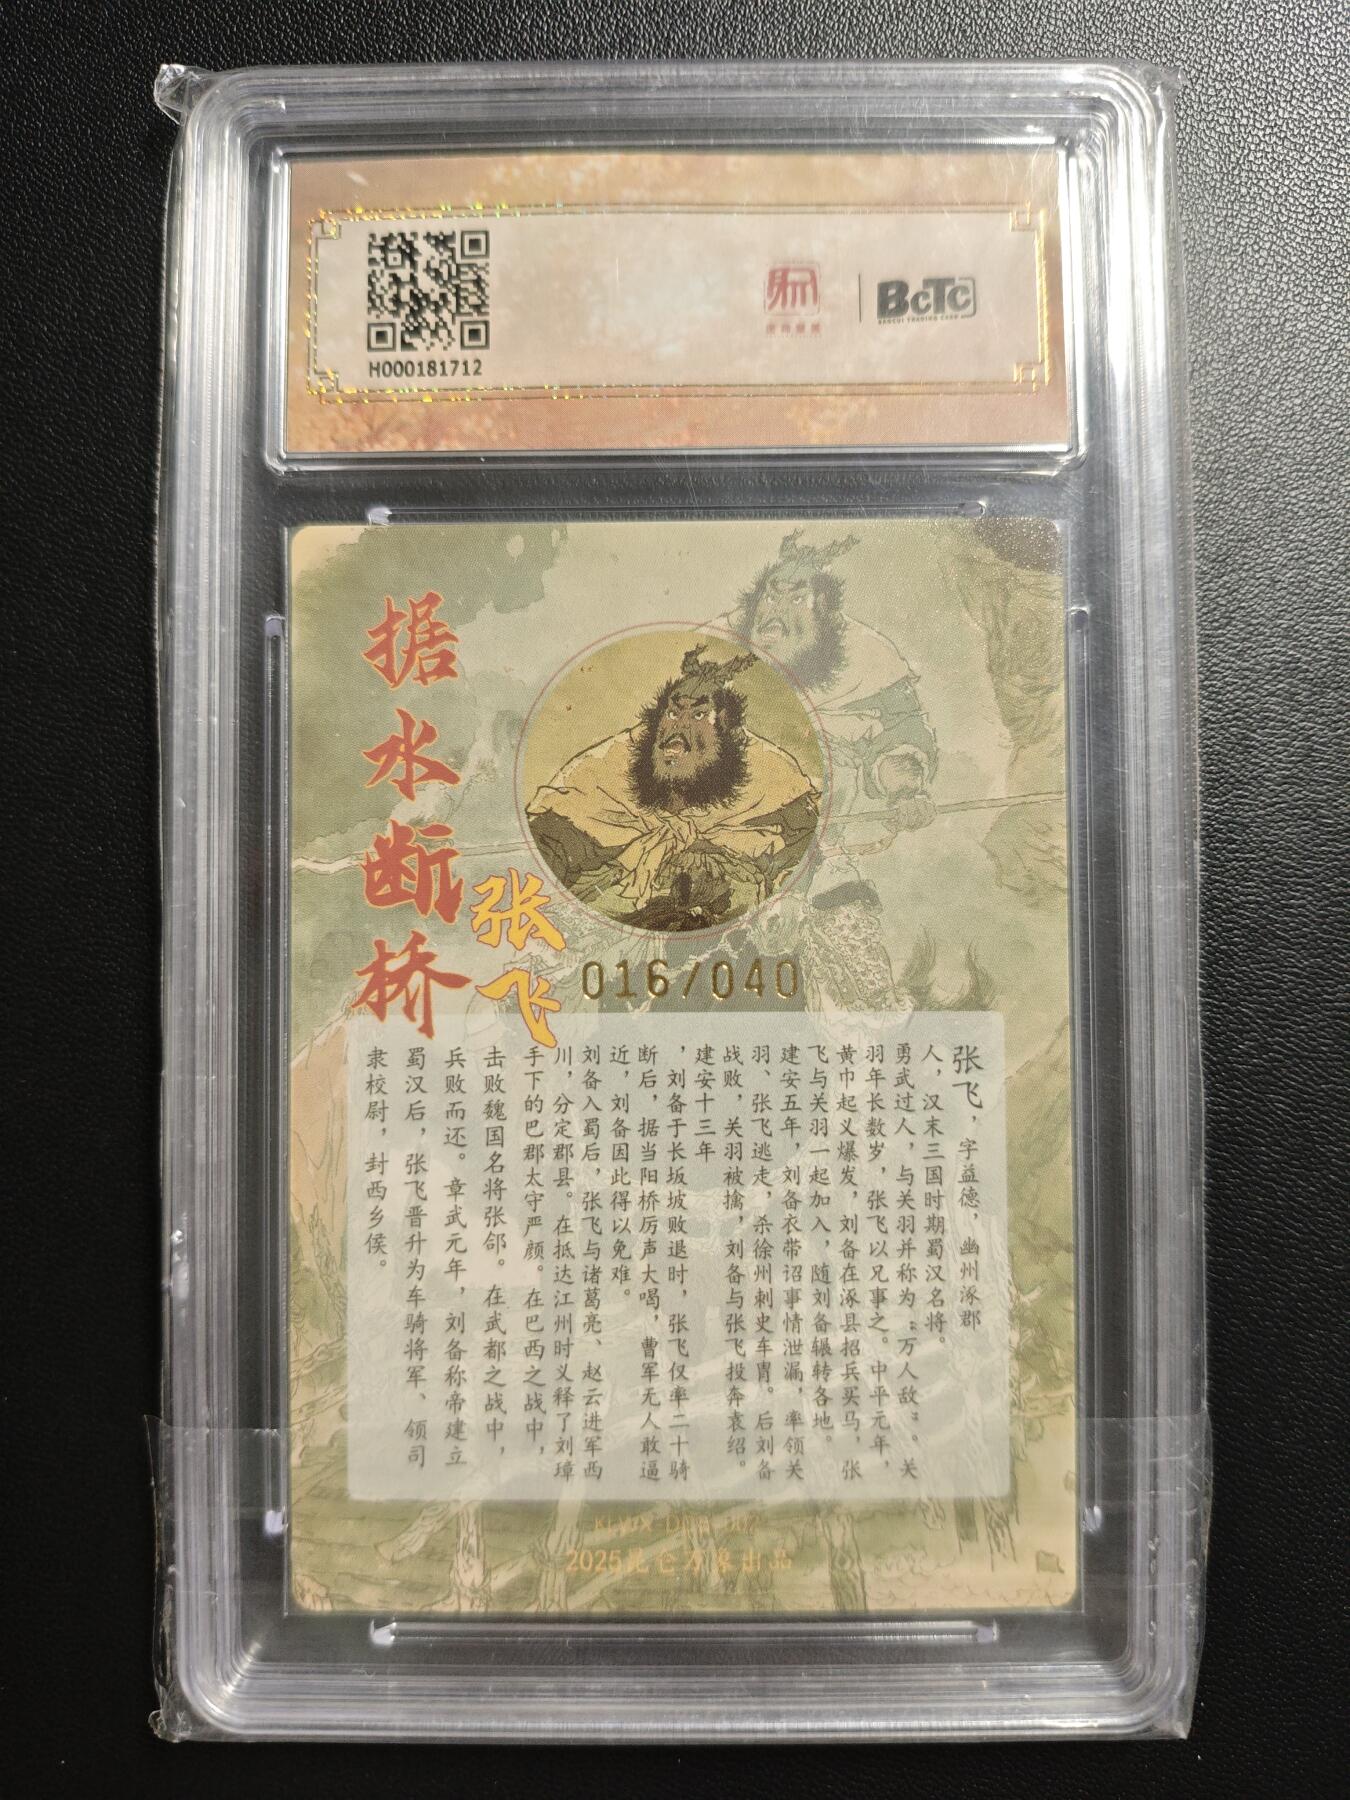 H000181712
BcTc
据水断桥
张飞
016/040
张飞，字益德，幽州涿郡
人，汉末三国时期蜀汉名将。
勇武过人，与关羽并称为“万人敌”。关
羽年长数岁，张飞以兄事之。中平元年，
黄巾起义爆发，刘备在涿县招兵买马，张
飞与关羽一起加入，随刘备辗转各地。
建安五年，刘备衣带诏事情泄漏，率领关
羽、张飞逃走，杀徐州刺史车胄。后刘备
战败，关羽被擒，刘备与张飞投奔袁绍。
建安十三年
，刘备于长坂坡败退时，张飞仅率二十骑
断后，据当阳桥厉声大喝，曹军无人敢逼
近，刘备因此得以免难。
刘备入蜀后，张飞与诸葛亮、赵云进军西
川，分定郡县。在抵达江州时义释了刘璋
手下的巴郡太守严颜。在巴西之战中，
击败魏国名将张郃。在武都之战中，
兵败而还。章武元年，刘备称帝建立
蜀汉后，张飞晋升为车骑将军、领司
隶校尉，封西乡侯。
2025昆仑万象出品